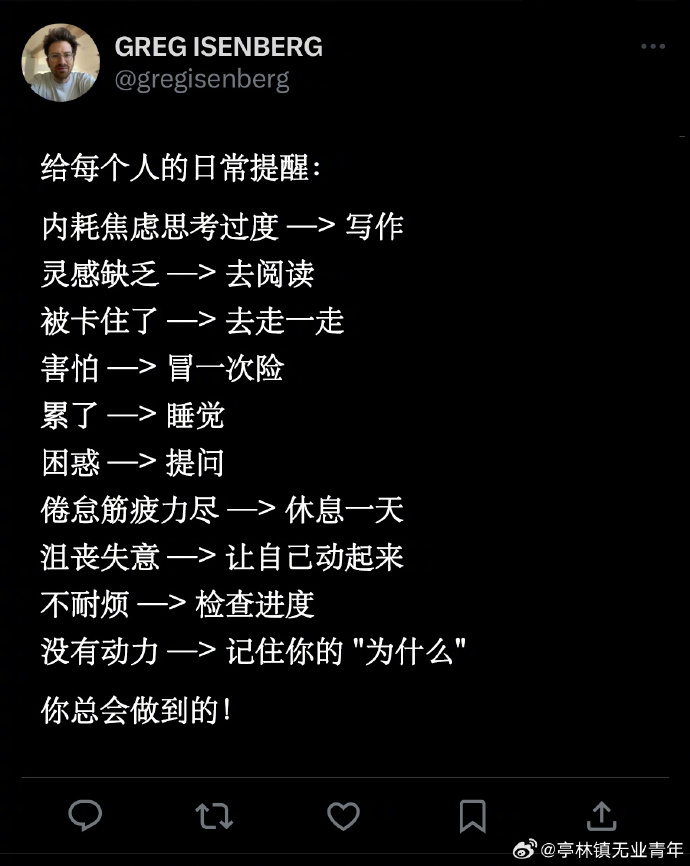 GREG ISENBERG
@gregisenberg
给每个人的日常提醒：
内耗焦虑思考过度 —> 写作
灵感缺乏 —> 去阅读
被卡住了 —> 去走一走
害怕 —> 冒一次险
累了 —> 睡觉
困惑 —> 提问
倦怠筋疲力尽 —> 休息一天
沮丧失意 —> 让自己动起来
不耐烦 —> 检查进度
没有动力 —> 记住你的 "为什么"
你总会做到的！
@亭林镇无业青年